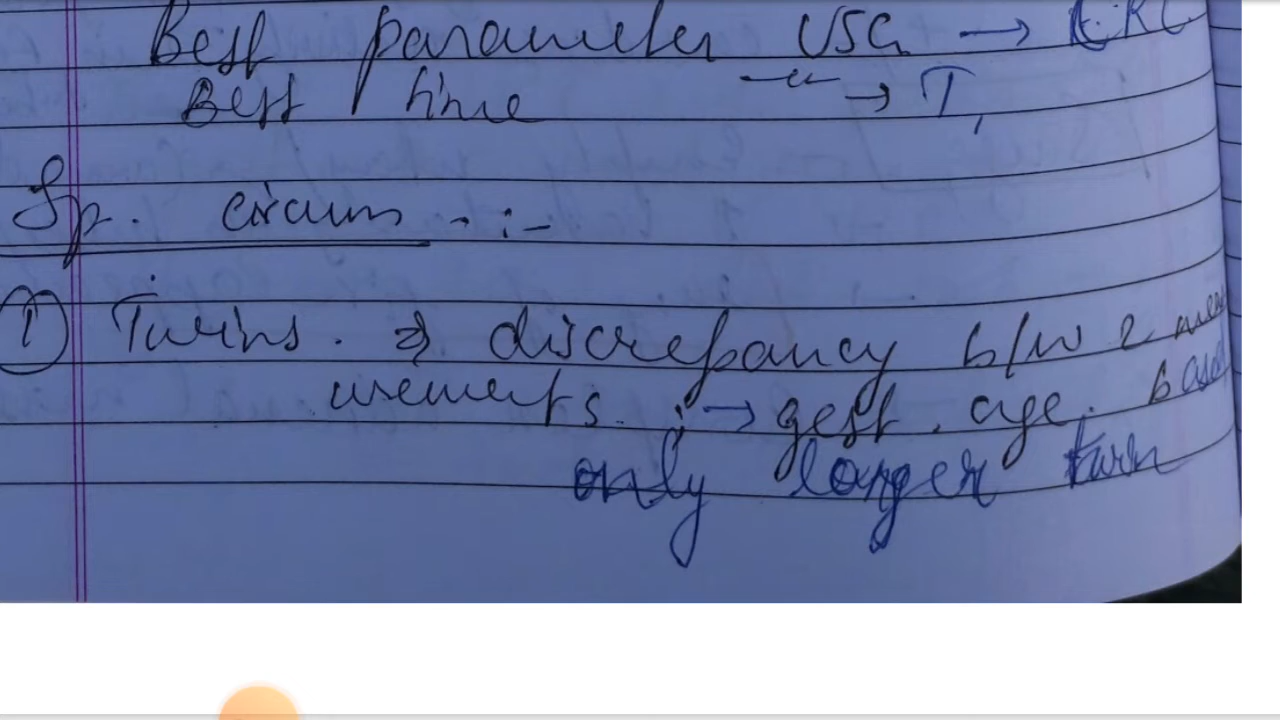 Best parameter USG → CRL
Best time —"— → T1
Sp. circum - :-
① Twins. → discrepancy b/w 2 meas
urements. ; → gest. age. based
only larger twin